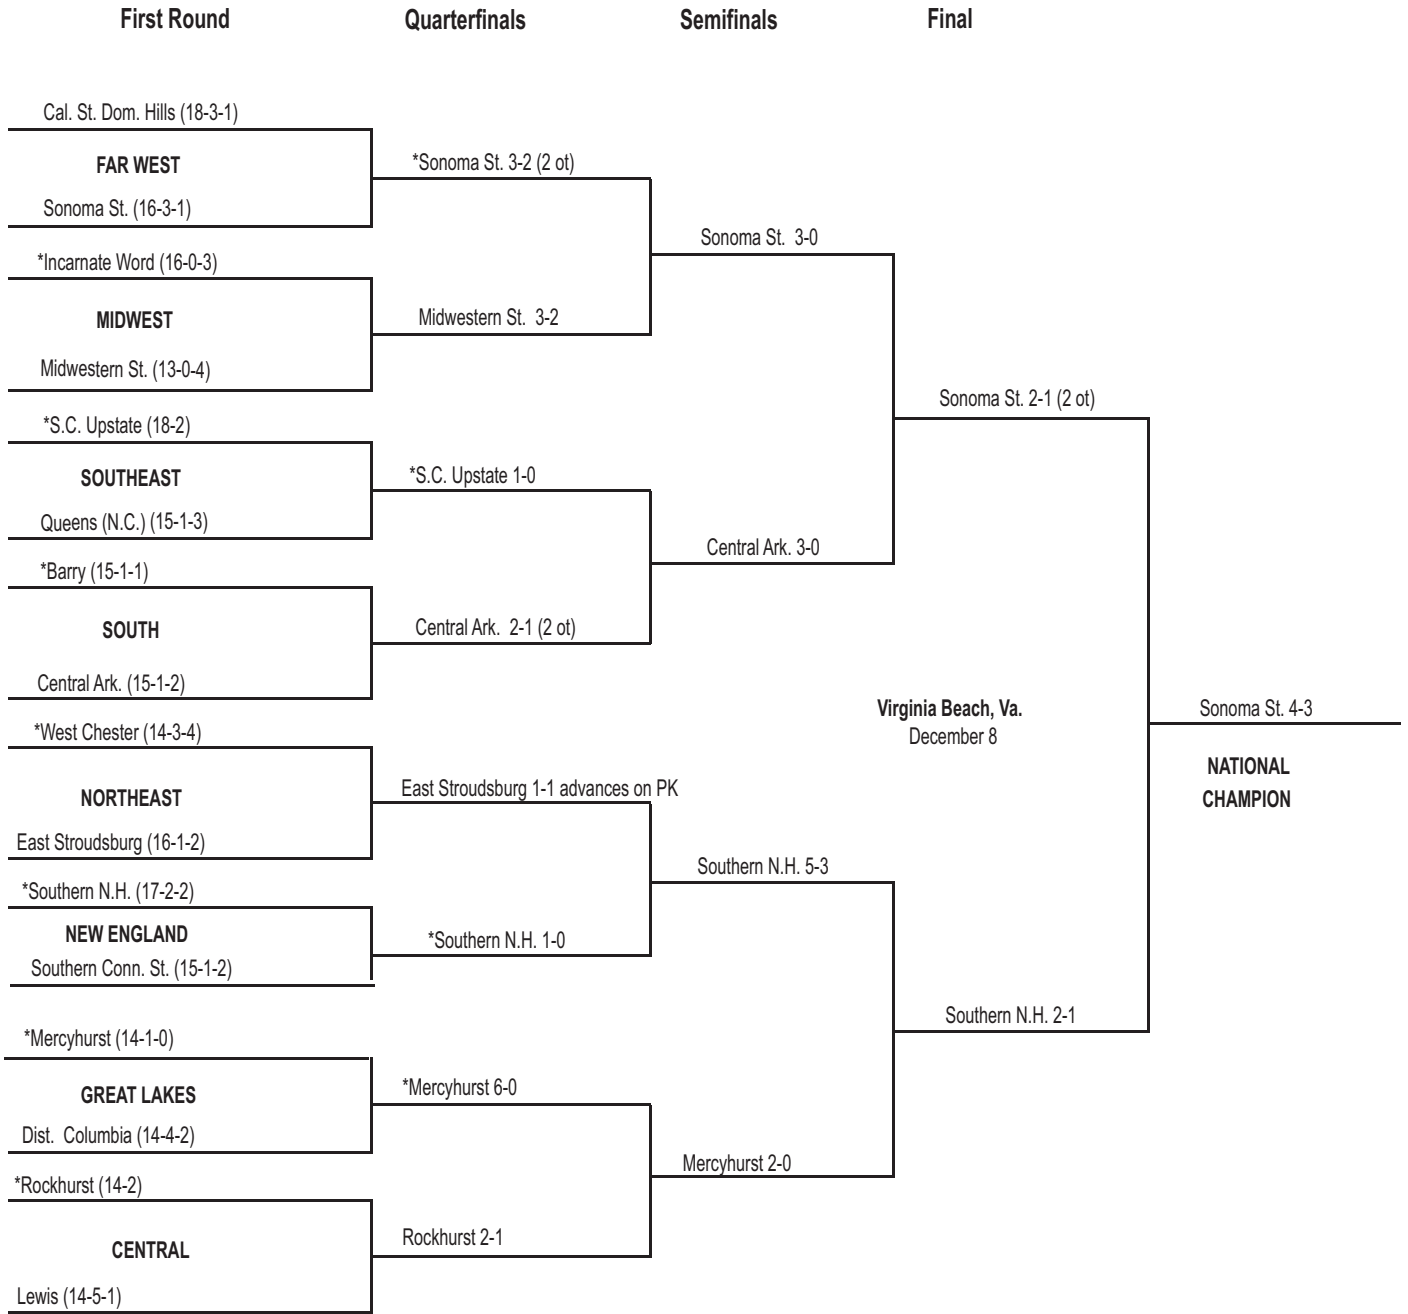 First Round
Quarterfinals
Semifinals
Final
Cal. St. Dom. Hills (18-3-1)
FAR WEST
Sonoma St. (16-3-1)
*Incarnate Word (16-0-3)
MIDWEST
Midwestern St. (13-0-4)
*S.C. Upstate (18-2)
SOUTHEAST
Queens (N.C.) (15-1-3)
*Barry (15-1-1)
SOUTH
Central Ark. (15-1-2)
*West Chester (14-3-4)
NORTHEAST
East Stroudsburg (16-1-2)
*Southern N.H. (17-2-2)
NEW ENGLAND
Southern Conn. St. (15-1-2)
*Mercyhurst (14-1-0)
GREAT LAKES
Dist. Columbia (14-4-2)
*Rockhurst (14-2)
CENTRAL
Lewis (14-5-1)
*Sonoma St. 3-2 (2 ot)
Midwestern St. 3-2
*S.C. Upstate 1-0
Central Ark. 2-1 (2 ot)
East Stroudsburg 1-1 advances on PK
*Southern N.H. 1-0
*Mercyhurst 6-0
Rockhurst 2-1
Sonoma St. 3-0
Central Ark. 3-0
Southern N.H. 5-3
Mercyhurst 2-0
Sonoma St. 2-1 (2 ot)
Southern N.H. 2-1
Virginia Beach, Va.
December 8
Sonoma St. 4-3
NATIONAL
CHAMPION